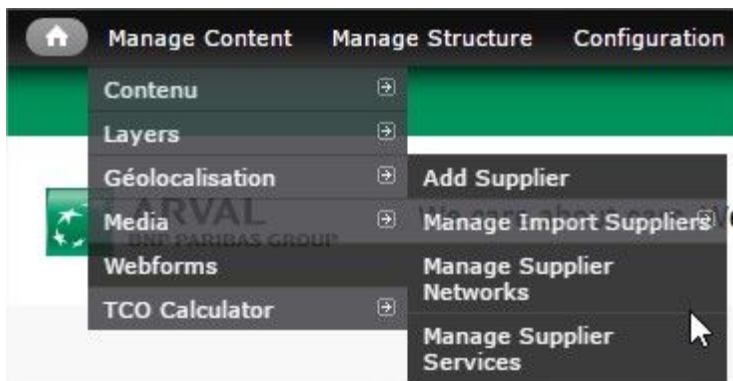 Manage Content Manage Structure Configuration
Contenu
Layers
Géolocalisation
Media
Webforms
TCO Calculator
Add Supplier
Manage Import Suppliers
Manage Supplier
Networks
Manage Supplier
Services
ARVAL
BNP PARIBAS GROUP